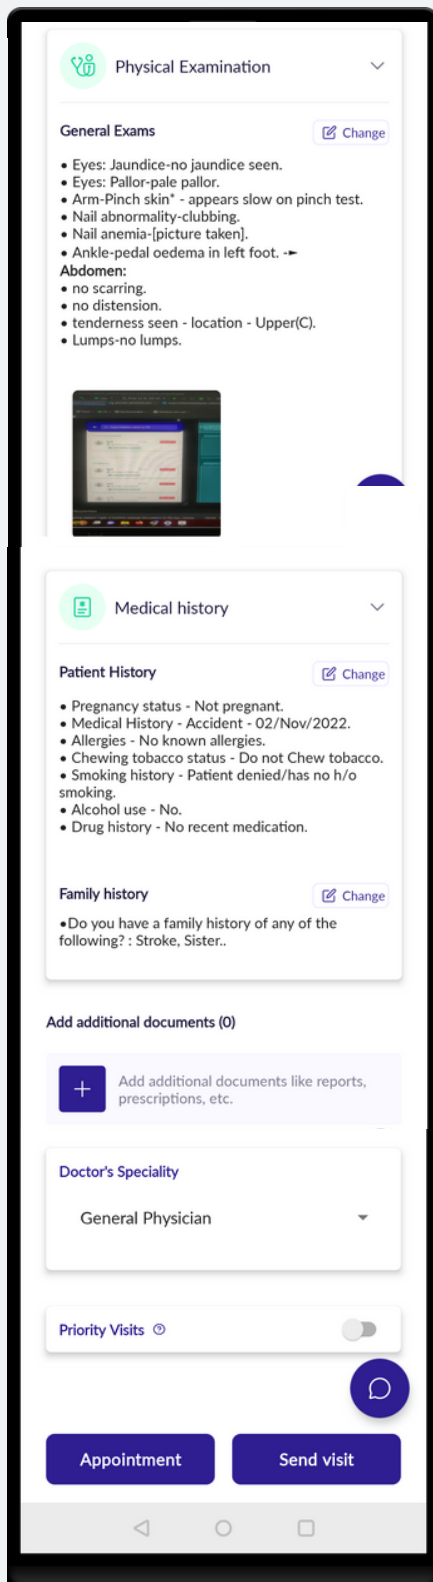 Physical Examination
General Exams
Change
• Eyes: Jaundice-no jaundice seen.
• Eyes: Pallor-pale pallor.
• Arm-Pinch skin* - appears slow on pinch test.
• Nail abnormality-clubbing.
• Nail anemia-[picture taken].
• Ankle-pedal oedema in left foot. -►
Abdomen:
• no scarring.
• no distension.
• tenderness seen - location - Upper(C).
• Lumps-no lumps.
Medical history
Patient History
Change
• Pregnancy status - Not pregnant.
• Medical History - Accident - 02/Nov/2022.
• Allergies - No known allergies.
• Chewing tobacco status - Do not Chew tobacco.
• Smoking history - Patient denied/has no h/o
smoking.
• Alcohol use - No.
• Drug history - No recent medication.
Family history
Change
•Do you have a family history of any of the
following? : Stroke, Sister..
Add additional documents (0)
Add additional documents like reports,
prescriptions, etc.
Doctor's Speciality
General Physician
Priority Visits
Appointment
Send visit